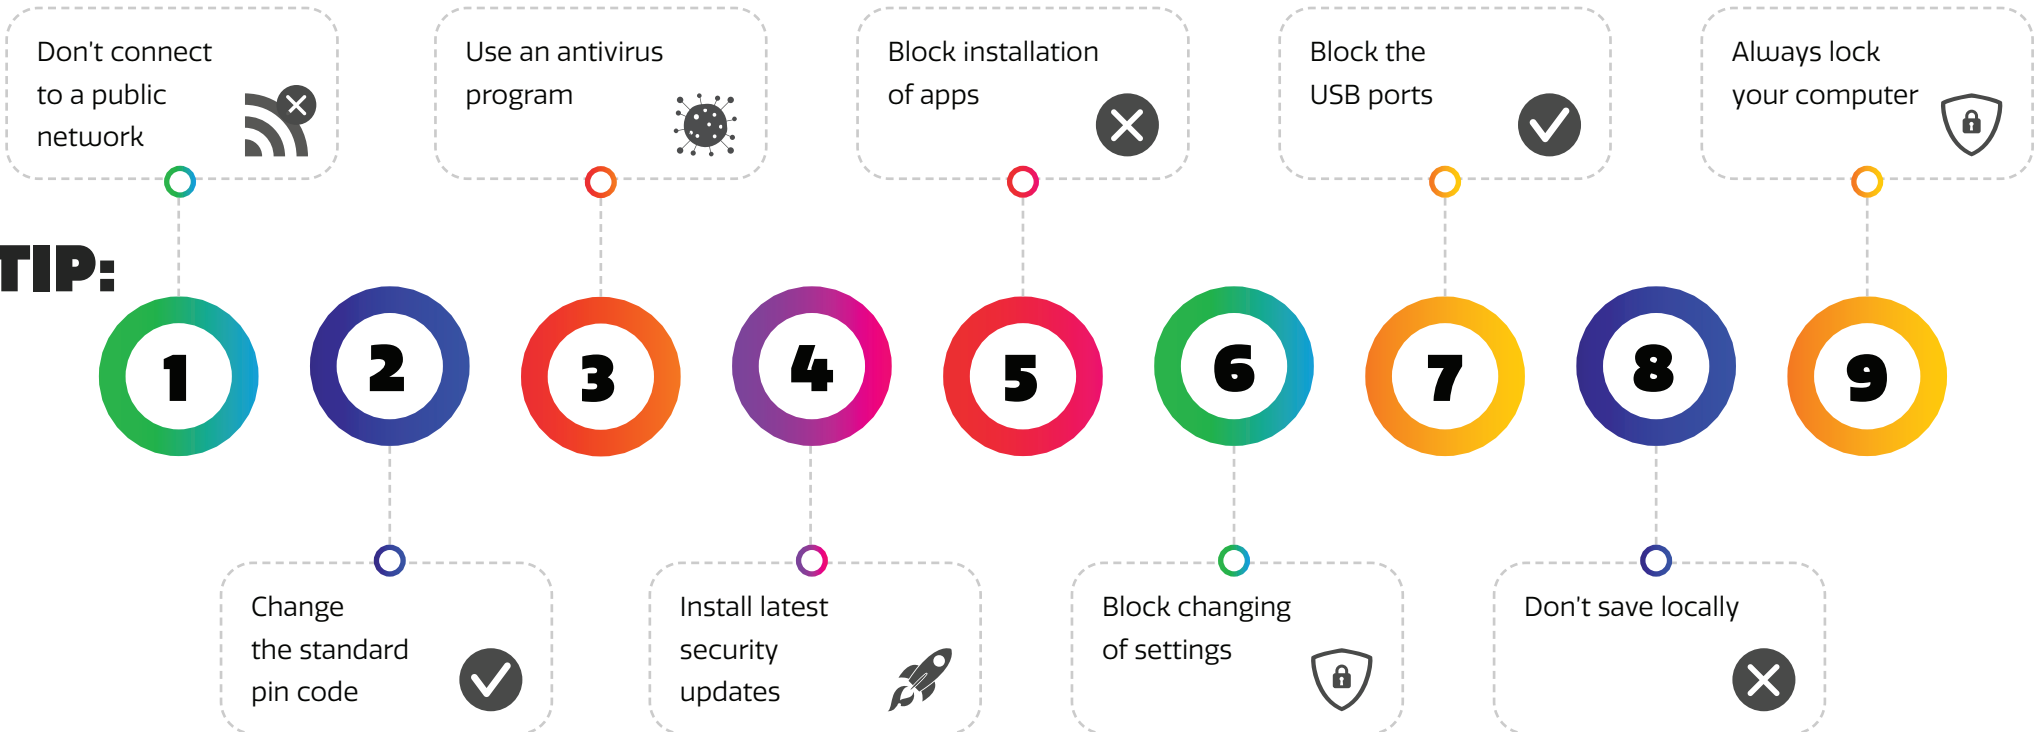 Don't connect
to a public
network
Use an antivirus
program
Block installation
of apps
Block the
USB ports
Always lock
your computer
TIP:
1
2
3
4
5
6
7
8
9
Change
the standard
pin code
Install latest
security
updates
Block changing
of settings
Don't save locally